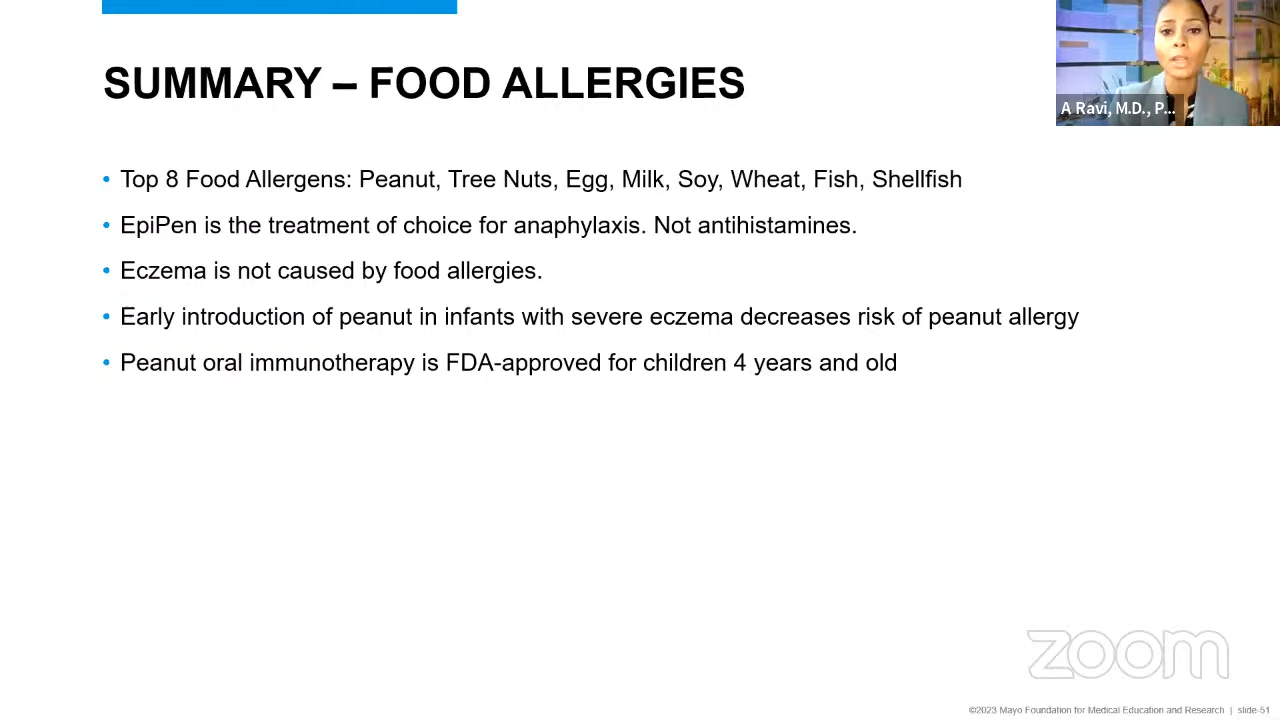 SUMMARY – FOOD ALLERGIES
A Ravi, M.D., P...
• Top 8 Food Allergens: Peanut, Tree Nuts, Egg, Milk, Soy, Wheat, Fish, Shellfish
• EpiPen is the treatment of choice for anaphylaxis. Not antihistamines.
• Eczema is not caused by food allergies.
• Early introduction of peanut in infants with severe eczema decreases risk of peanut allergy
• Peanut oral immunotherapy is FDA-approved for children 4 years and old
zoom
©2023 Mayo Foundation for Medical Education and Research | slide-51